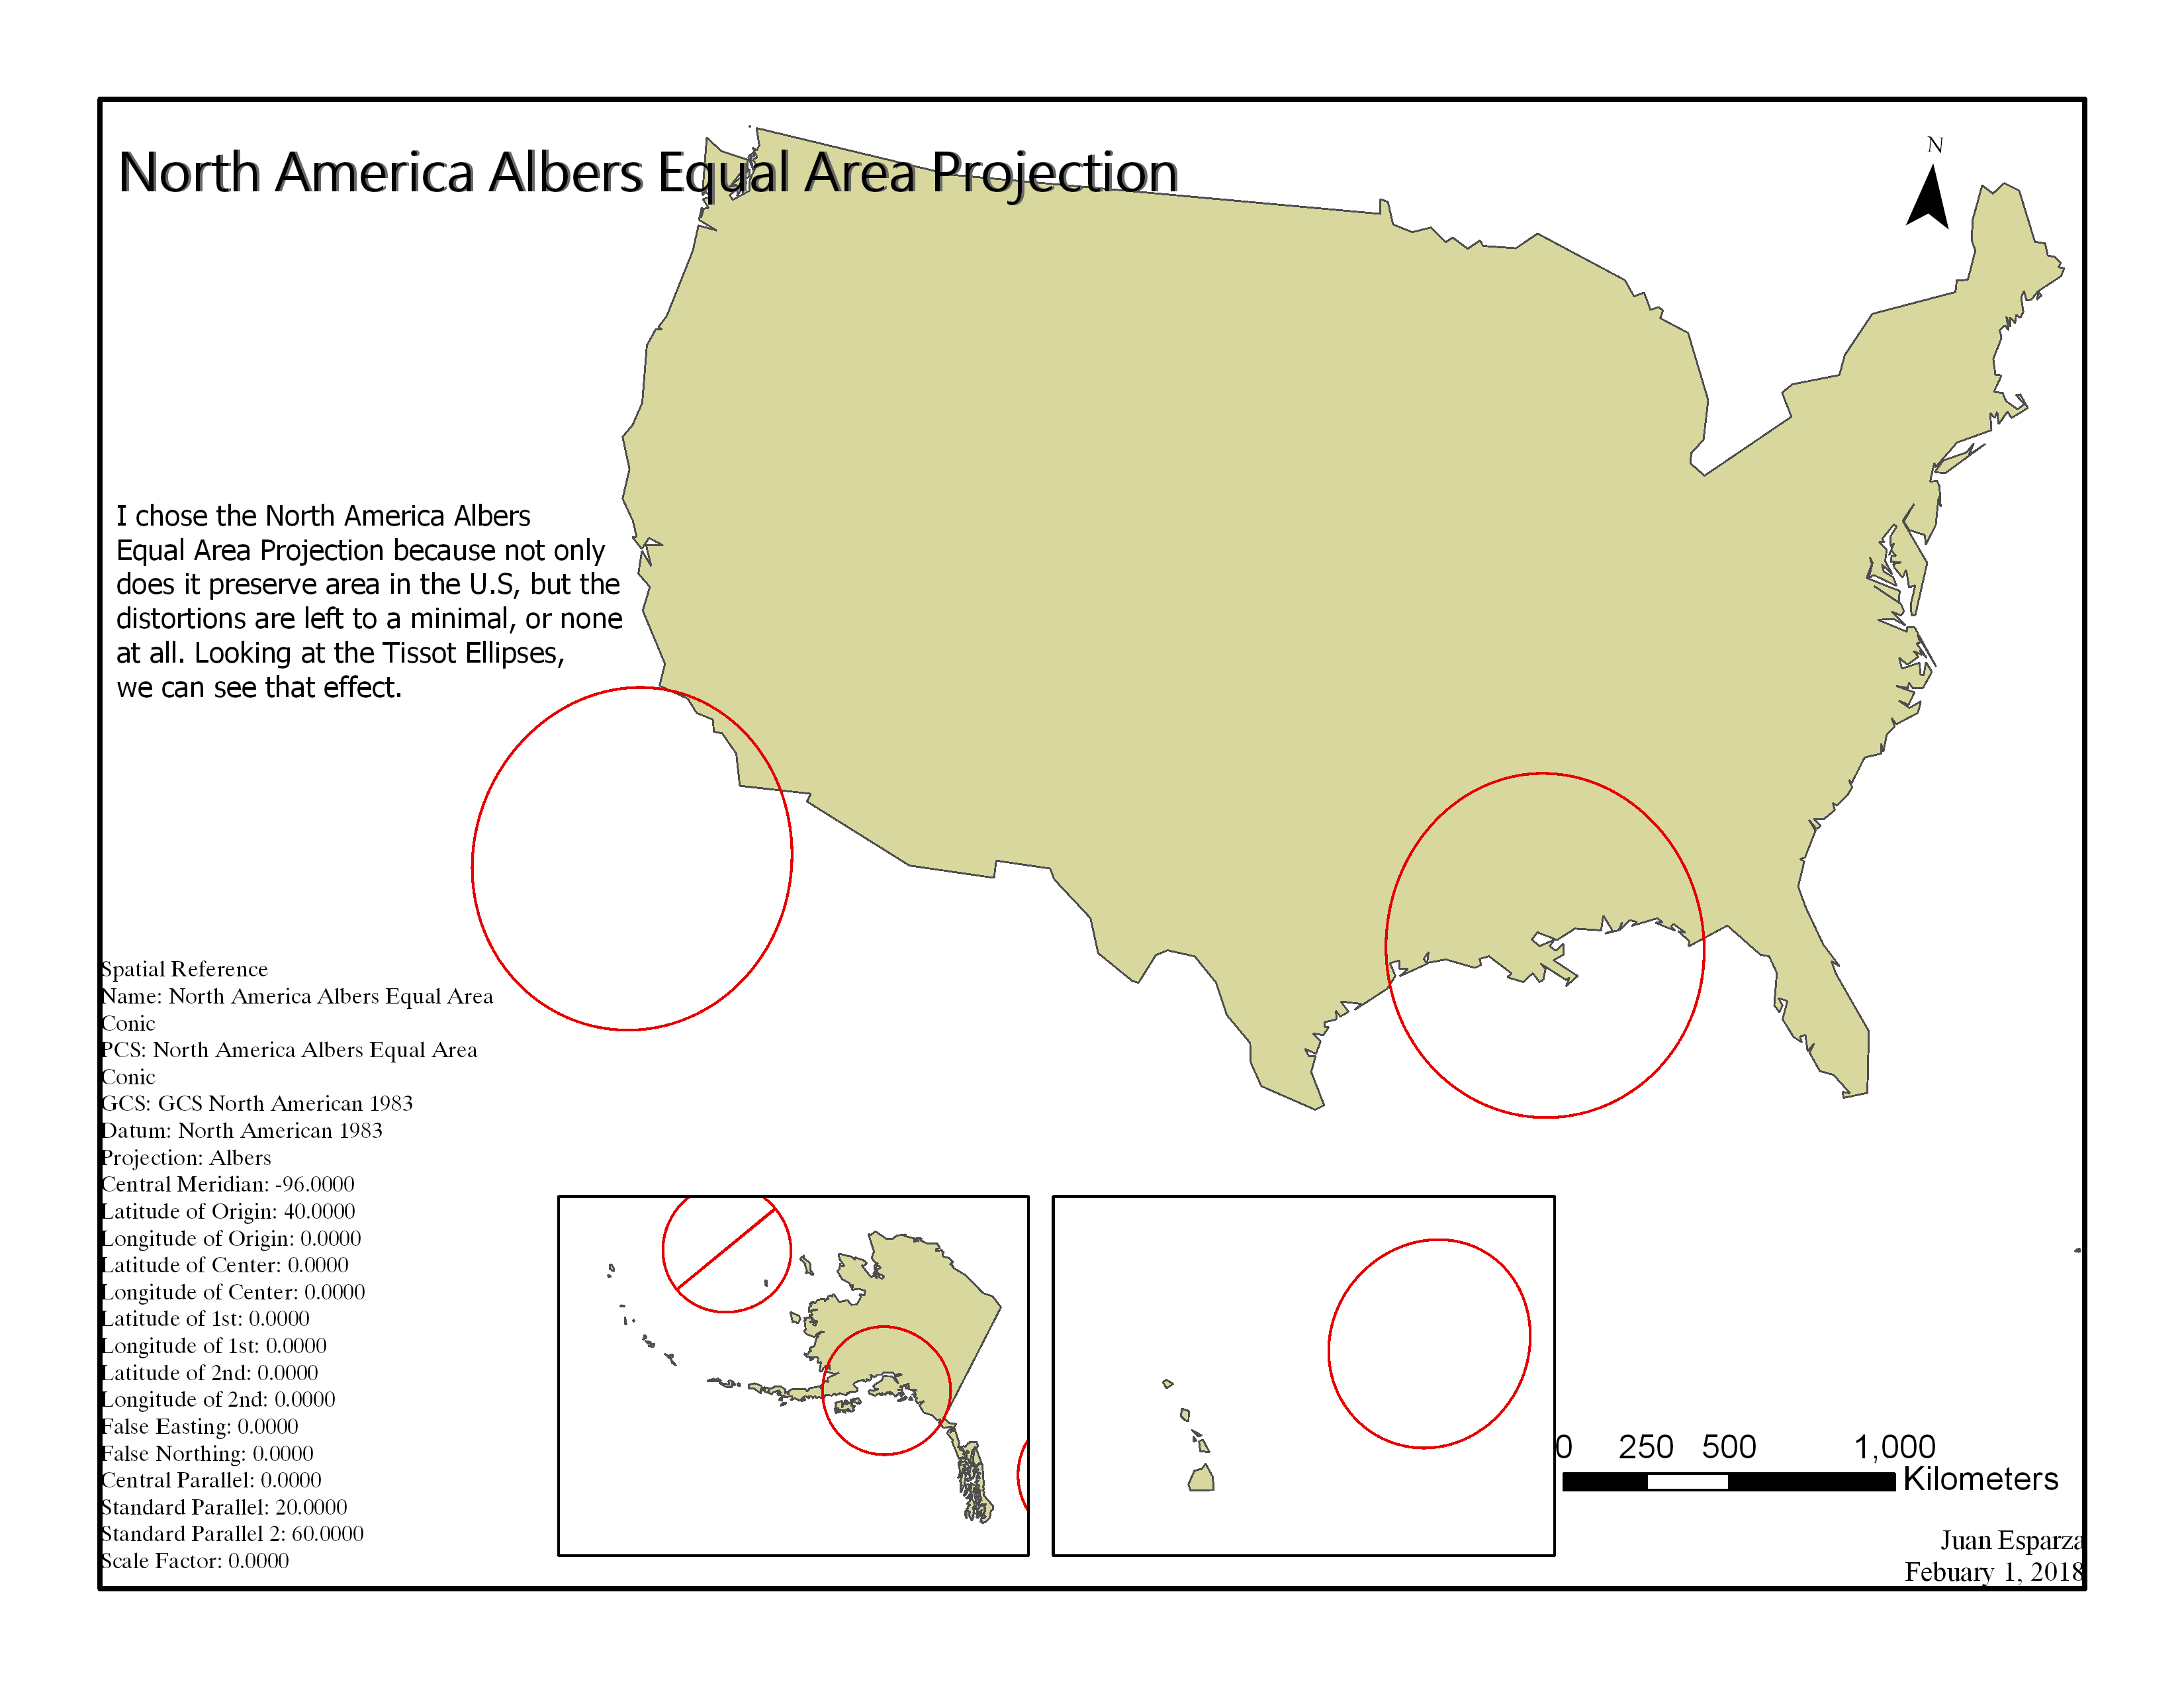 North America Albers Equal Area Projection
N
I chose the North America Albers
Equal Area Projection because not only
does it preserve area in the U.S, but the
distortions are left to a minimal, or none
at all. Looking at the Tissot Ellipses,
we can see that effect.
Spatial Reference
Name: North America Albers Equal Area
Conic
PCS: North America Albers Equal Area
Conic
GCS: GCS North American 1983
Datum: North American 1983
Projection: Albers
Central Meridian: -96.0000
Latitude of Origin: 40.0000
Longitude of Origin: 0.0000
Latitude of Center: 0.0000
Longitude of Center: 0.0000
Latitude of 1st: 0.0000
Longitude of 1st: 0.0000
Latitude of 2nd: 0.0000
Longitude of 2nd: 0.0000
False Easting: 0.0000
False Northing: 0.0000
Central Parallel: 0.0000
Standard Parallel: 20.0000
Standard Parallel 2: 60.0000
Scale Factor: 0.0000
0 250 500 1,000
Kilometers
Juan Esparza
Febuary 1, 2018